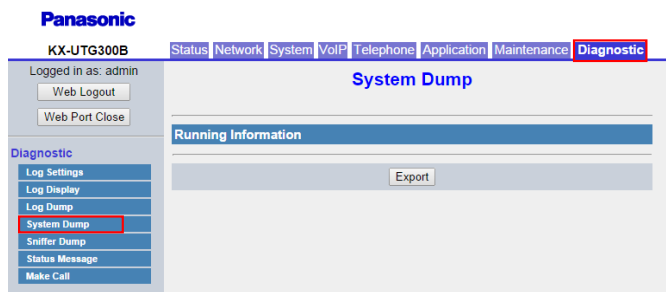 Panasonic
KX-UTG300B
Status Network System VoIP Telephone Application Maintenance Diagnostic
Logged in as: admin
Web Logout
Web Port Close
Diagnostic
Log Settings
Log Display
Log Dump
System Dump
Sniffer Dump
Status Message
Make Call
System Dump
Running Information
Export